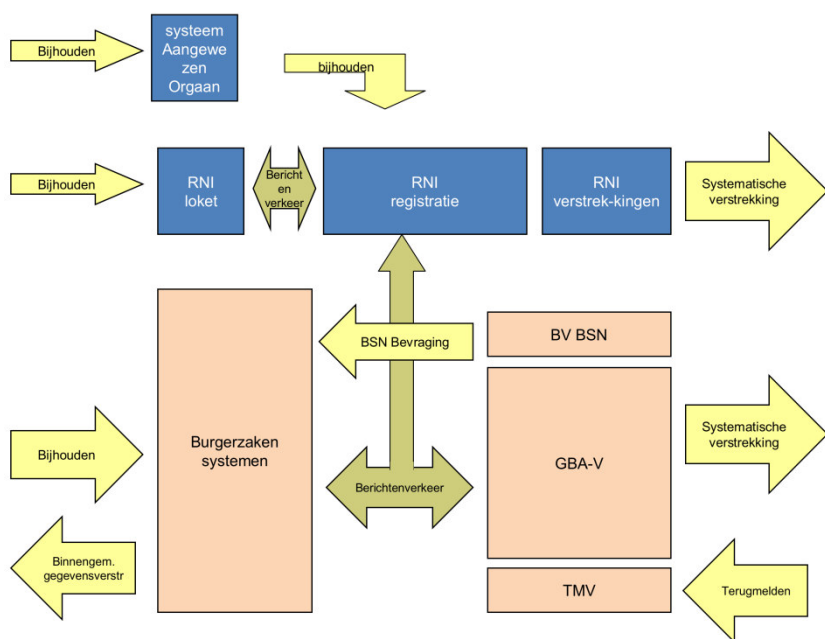 Bijhouden
systeem
Aangewe
zen
Orgaan
bijhouden
Bijhouden
RNI
loket
Bericht
en
verkeer
RNI
registratie
RNI
verstrek-kingen
Systematische
verstrekking
BSN Bevraging
BV BSN
Bijhouden
Burgerzaken
systemen
Berichtenverkeer
GBA-V
Systematische
verstrekking
Binnengem.
gegevensverstr
TMV
Terugmelden